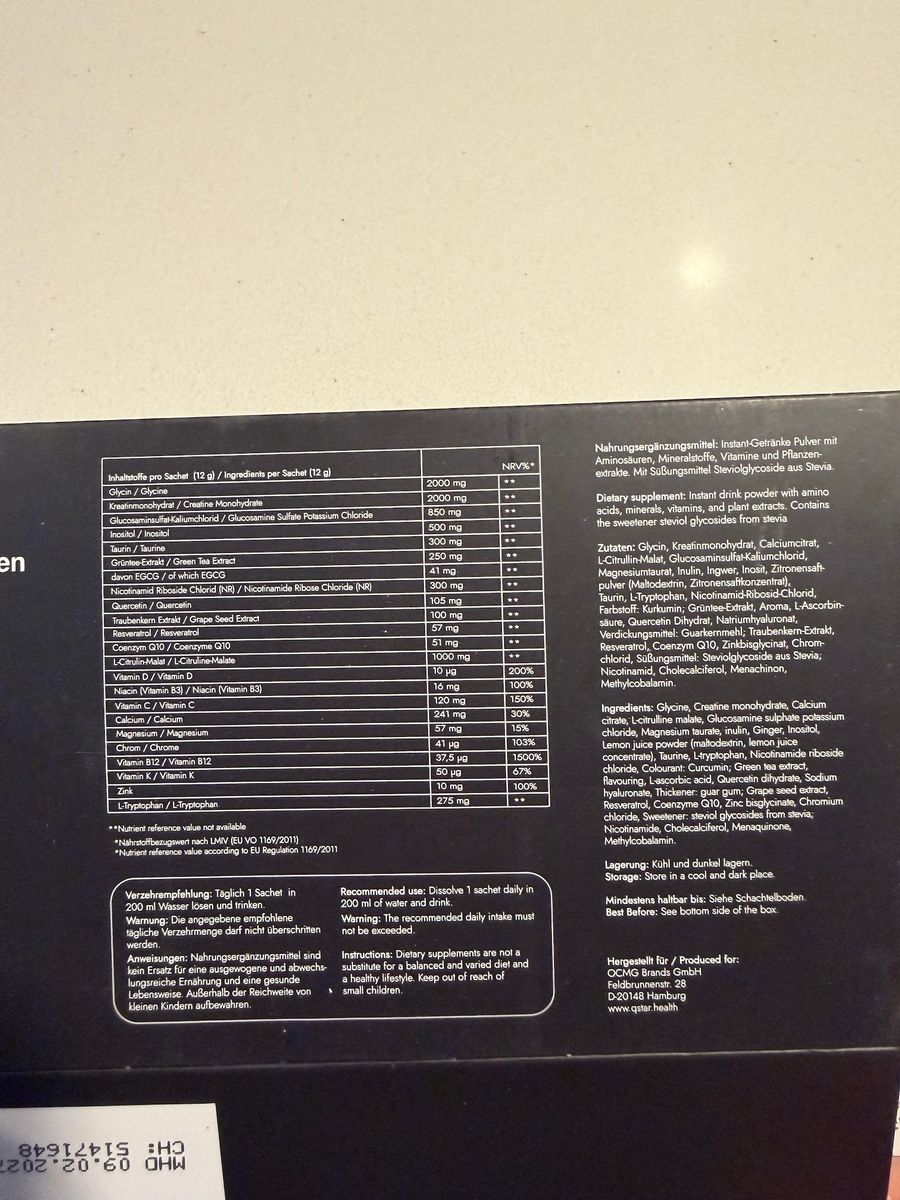 en
Inhaltstoffe pro Sachet (12 g) / Ingredients per Sachet (12 g) NRV%*
Glycin / Glycine 2000 mg **
Kreatinmonohydrat / Creatine Monohydrate 2000 mg **
Glucosaminsulfat-Kaliumchlorid / Glucosamine Sulfate Potassium Chloride 850 mg **
Inositol / Inositol 500 mg **
Taurin / Taurine 300 mg **
Grüntee-Extrakt / Green Tea Extract 250 mg **
davon EGCG / of which EGCG 41 mg **
Nicotinamid Riboside Chlorid (NR) / Nicotinamide Ribose Chloride (NR) 300 mg **
Quercetin / Quercetin 105 mg **
Traubenkern Extrakt / Grape Seed Extract 100 mg **
Resveratrol / Resveratrol 57 mg **
Coenzym Q10 / Coenzyme Q10 51 mg **
L-Citrulin-Malat / L-Citruline-Malate 1000 mg **
Vitamin D / Vitamin D 10 µg 200%
Niacin (Vitamin B3) / Niacin (Vitamin B3) 16 mg 100%
Vitamin C / Vitamin C 120 mg 150%
Calcium / Calcium 241 mg 30%
Magnesium / Magnesium 57 mg 15%
Chrom / Chrome 41 µg 103%
Vitamin B12 / Vitamin B12 37,5 µg 1500%
Vitamin K / Vitamin K 50 µg 67%
Zink 10 mg 100%
L-Tryptophan / L-Tryptophan 275 mg **
**Nutrient reference value not available
*Nährstoffbezugswert nach LMIV (EU VO 1169/2011)
*Nutrient reference value according to EU Regulation 1169/2011
Verzehrempfehlung: Täglich 1 Sachet in
200 ml Wasser lösen und trinken.
Warnung: Die angegebene empfohlene
tägliche Verzehrmenge darf nicht überschritten
werden.
Anweisungen: Nahrungsergänzungsmittel sind
kein Ersatz für eine ausgewogene und abwechs-
lungsreiche Ernährung und eine gesunde
Lebensweise. Außerhalb der Reichweite von
kleinen Kindern aufbewahren.
Recommended use: Dissolve 1 sachet daily in
200 ml of water and drink.
Warning: The recommended daily intake must
not be exceeded.
Instructions: Dietary supplements are not a
substitute for a balanced and varied diet and
a healthy lifestyle. Keep out of reach of
small children.
Nahrungsergänzungsmittel: Instant-Getränke Pulver mit
Aminosäuren, Mineralstoffe, Vitamine und Pflanzen-
extrakte. Mit Süßungsmittel Steviolglycoside aus Stevia.
Dietary supplement: Instant drink powder with amino
acids, minerals, vitamins, and plant extracts. Contains
the sweetener steviol glycosides from stevia
Zutaten: Glycin, Kreatinmonohydrat, Calciumcitrat,
L-Citrullin-Malat, Glucosaminsulfat-Kaliumchlorid,
Magnesiumtaurat, Inulin, Ingwer, Inosit, Zitronensaft-
pulver (Maltodextrin, Zitronensaftkonzentrat),
Taurin, L-Tryptophan, Nicotinamid-Ribosid-Chlorid,
Farbstoff: Kurkumin; Grüntee-Extrakt, Aroma, L-Ascorbin-
säure, Quercetin Dihydrat, Natriumhyaluronat,
Verdickungsmittel: Guarkernmehl; Traubenkern-Extrakt,
Resveratrol, Coenzym Q10, Zinkbisglycinat, Chrom-
chlorid, Süßungsmittel: Steviolglycoside aus Stevia;
Nicotinamid, Cholecalciferol, Menachinon,
Methylcobalamin.
Ingredients: Glycine, Creatine monohydrate, Calcium
citrate, L-citrulline malate, Glucosamine sulphate potassium
chloride, Magnesium taurate, inulin, Ginger, Inositol,
Lemon juice powder (maltodextrin, lemon juice
concentrate), Taurine, L-tryptophan, Nicotinamide riboside
chloride, Colourant: Curcumin; Green tea extract,
flavouring, L-ascorbic acid, Quercetin dihydrate, Sodium
hyaluronate, Thickener: guar gum; Grape seed extract,
Resveratrol, Coenzyme Q10, Zinc bisglycinate, Chromium
chloride, Sweetener: steviol glycosides from stevia;
Nicotinamide, Cholecalciferol, Menaquinone,
Methylcobalamin.
Lagerung: Kühl und dunkel lagern.
Storage: Store in a cool and dark place.
Mindestens haltbar bis: Siehe Schachtelboden.
Best Before: See bottom side of the box.
Hergestellt für / Produced for:
OCMG Brands GmbH
Feldbrunnenstr. 28
D-20148 Hamburg
www.qstar.health
MHD 09.02.2027
CH: 51471648